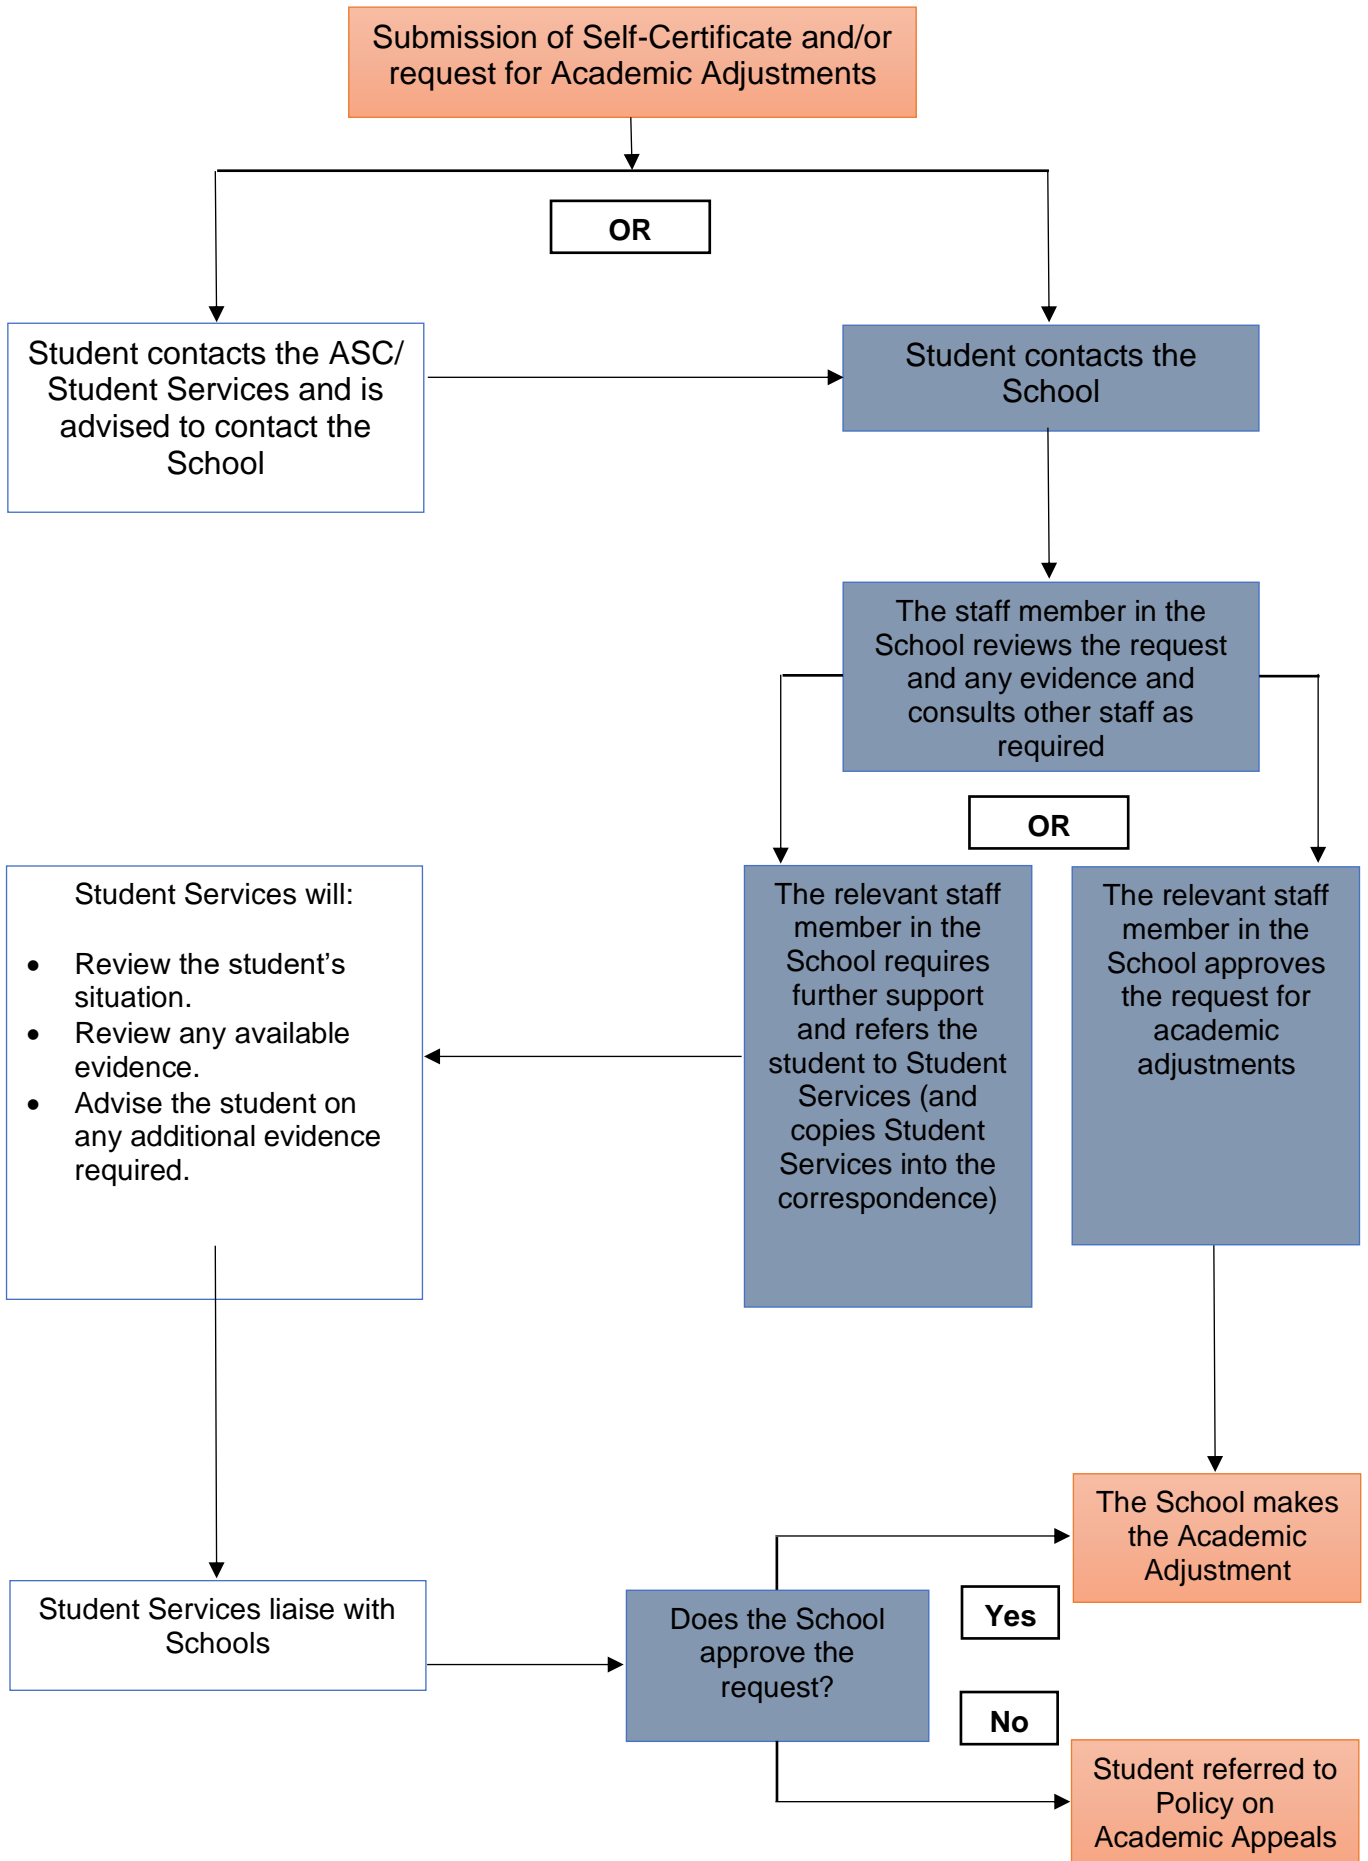 Submission of Self-Certificate and/or
request for Academic Adjustments
OR
Student contacts the ASC/
Student Services and is
advised to contact the
School
Student contacts the
School
The staff member in the
School reviews the request
and any evidence and
consults other staff as
required
OR
Student Services will:
• Review the student’s
situation.
• Review any available
evidence.
• Advise the student on
any additional evidence
required.
The relevant staff
member in the
School requires
further support
and refers the
student to Student
Services (and
copies Student
Services into the
correspondence)
The relevant staff
member in the
School approves
the request for
academic
adjustments
Student Services liaise with
Schools
Does the School
approve the
request?
Yes
The School makes
the Academic
Adjustment
No
Student referred to
Policy on
Academic Appeals